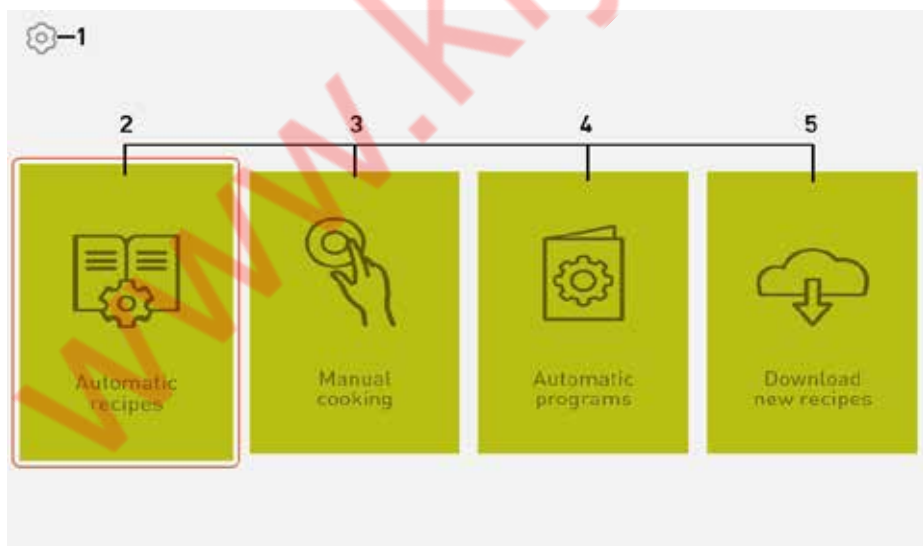 1
2 3 4 5
Automatic
recipes
Manual
cooking
Automatic
programs
Download
new recipes